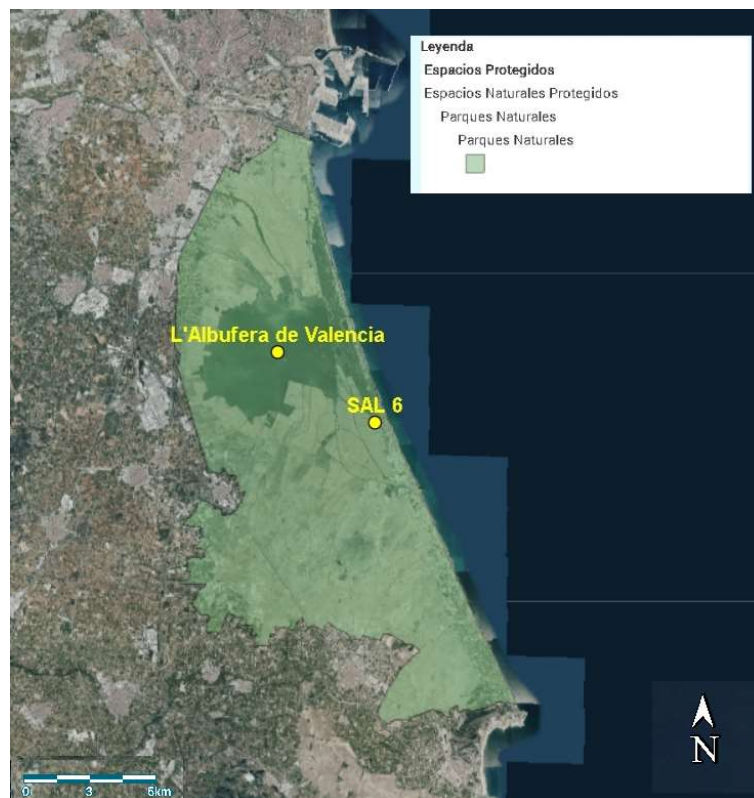 Leyenda
Espacios Protegidos
Espacios Naturales Protegidos
Parques Naturales
Parques Naturales
L'Albufera de Valencia
SAL 6
N
0 3 6km